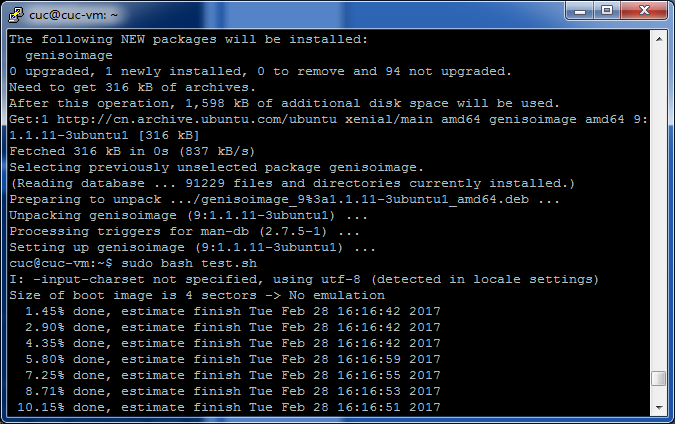 cuc@cuc-vm: ~
The following NEW packages will be installed:
  genisoimage
0 upgraded, 1 newly installed, 0 to remove and 94 not upgraded.
Need to get 316 kB of archives.
After this operation, 1,598 kB of additional disk space will be used.
Get:1 http://cn.archive.ubuntu.com/ubuntu xenial/main amd64 genisoimage amd64 9:
1.1.11-3ubuntu1 [316 kB]
Fetched 316 kB in 0s (837 kB/s)
Selecting previously unselected package genisoimage.
(Reading database ... 91229 files and directories currently installed.)
Preparing to unpack .../genisoimage_9%3a1.1.11-3ubuntu1_amd64.deb ...
Unpacking genisoimage (9:1.1.11-3ubuntu1) ...
Processing triggers for man-db (2.7.5-1) ...
Setting up genisoimage (9:1.1.11-3ubuntu1) ...
cuc@cuc-vm:~$ sudo bash test.sh
I: -input-charset not specified, using utf-8 (detected in locale settings)
Size of boot image is 4 sectors -> No emulation
  1.45% done, estimate finish Tue Feb 28 16:16:42 2017
  2.90% done, estimate finish Tue Feb 28 16:16:42 2017
  4.35% done, estimate finish Tue Feb 28 16:16:42 2017
  5.80% done, estimate finish Tue Feb 28 16:16:59 2017
  7.25% done, estimate finish Tue Feb 28 16:16:55 2017
  8.71% done, estimate finish Tue Feb 28 16:16:53 2017
 10.15% done, estimate finish Tue Feb 28 16:16:51 2017